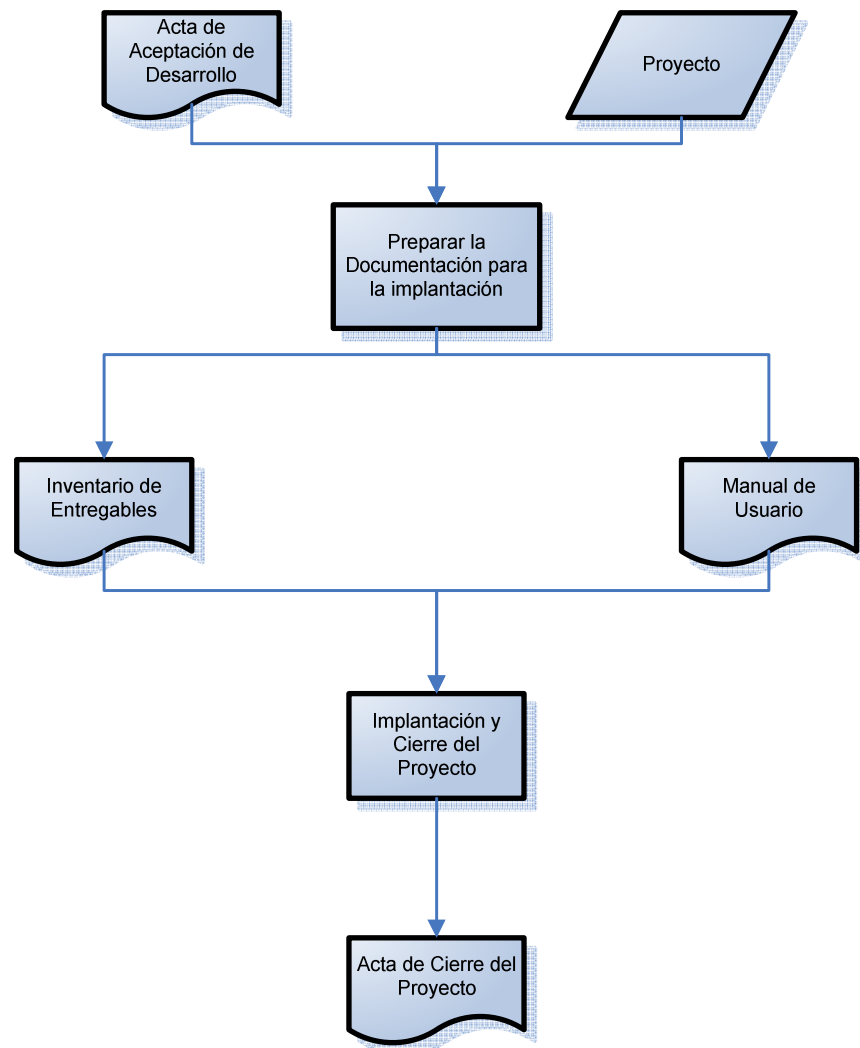 Acta de
Aceptación de
Desarrollo
Proyecto
Preparar la
Documentación para
la implantación
Inventario de
Entregables
Manual de
Usuario
Implantación y
Cierre del
Proyecto
Acta de Cierre del
Proyecto